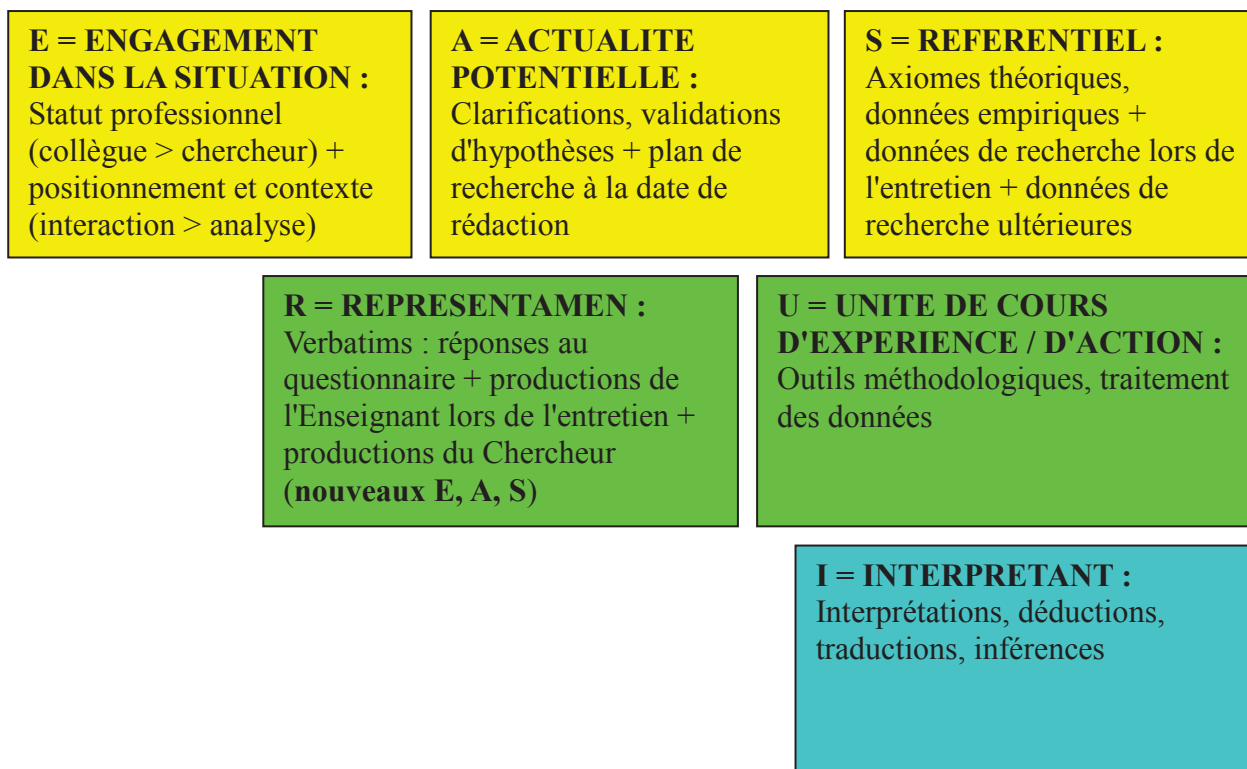 E = ENGAGEMENT
DANS LA SITUATION :
Statut professionnel
(collègue > chercheur) +
positionnement et contexte
(interaction > analyse)
A = ACTUALITE
POTENTIELLE :
Clarifications, validations
d'hypothèses + plan de
recherche à la date de
rédaction
S = REFERENTIEL :
Axiomes théoriques,
données empiriques +
données de recherche lors de
l'entretien + données de
recherche ultérieures
R = REPRESENTAMEN :
Verbatims : réponses au
questionnaire + productions de
l'Enseignant lors de l'entretien +
productions du Chercheur
(nouveaux E, A, S)
U = UNITE DE COURS
D'EXPERIENCE / D'ACTION :
Outils méthodologiques, traitement
des données
I = INTERPRETANT :
Interprétations, déductions,
traductions, inférences